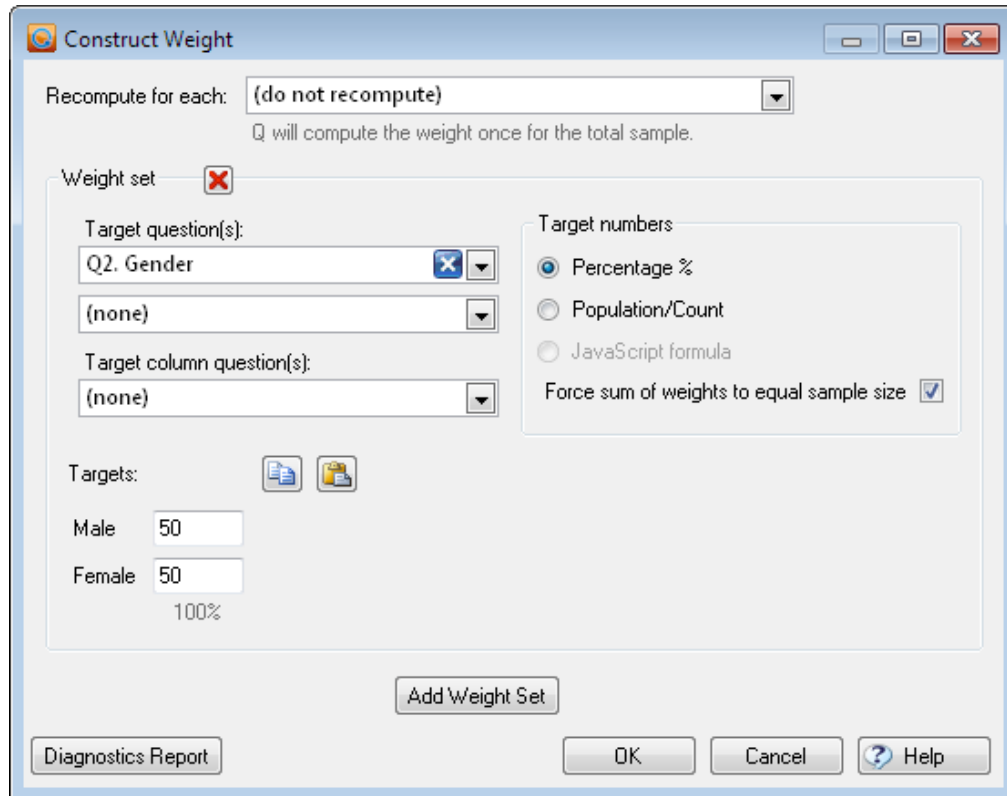 Construct Weight
Recompute for each: (do not recompute)
Q will compute the weight once for the total sample.
Weight set
Target question(s):
Q2. Gender
(none)
Target column question(s):
(none)
Target numbers
Percentage %
Population/Count
JavaScript formula
Force sum of weights to equal sample size
Targets:
Male 50
Female 50
100%
Add Weight Set
Diagnostics Report OK Cancel Help